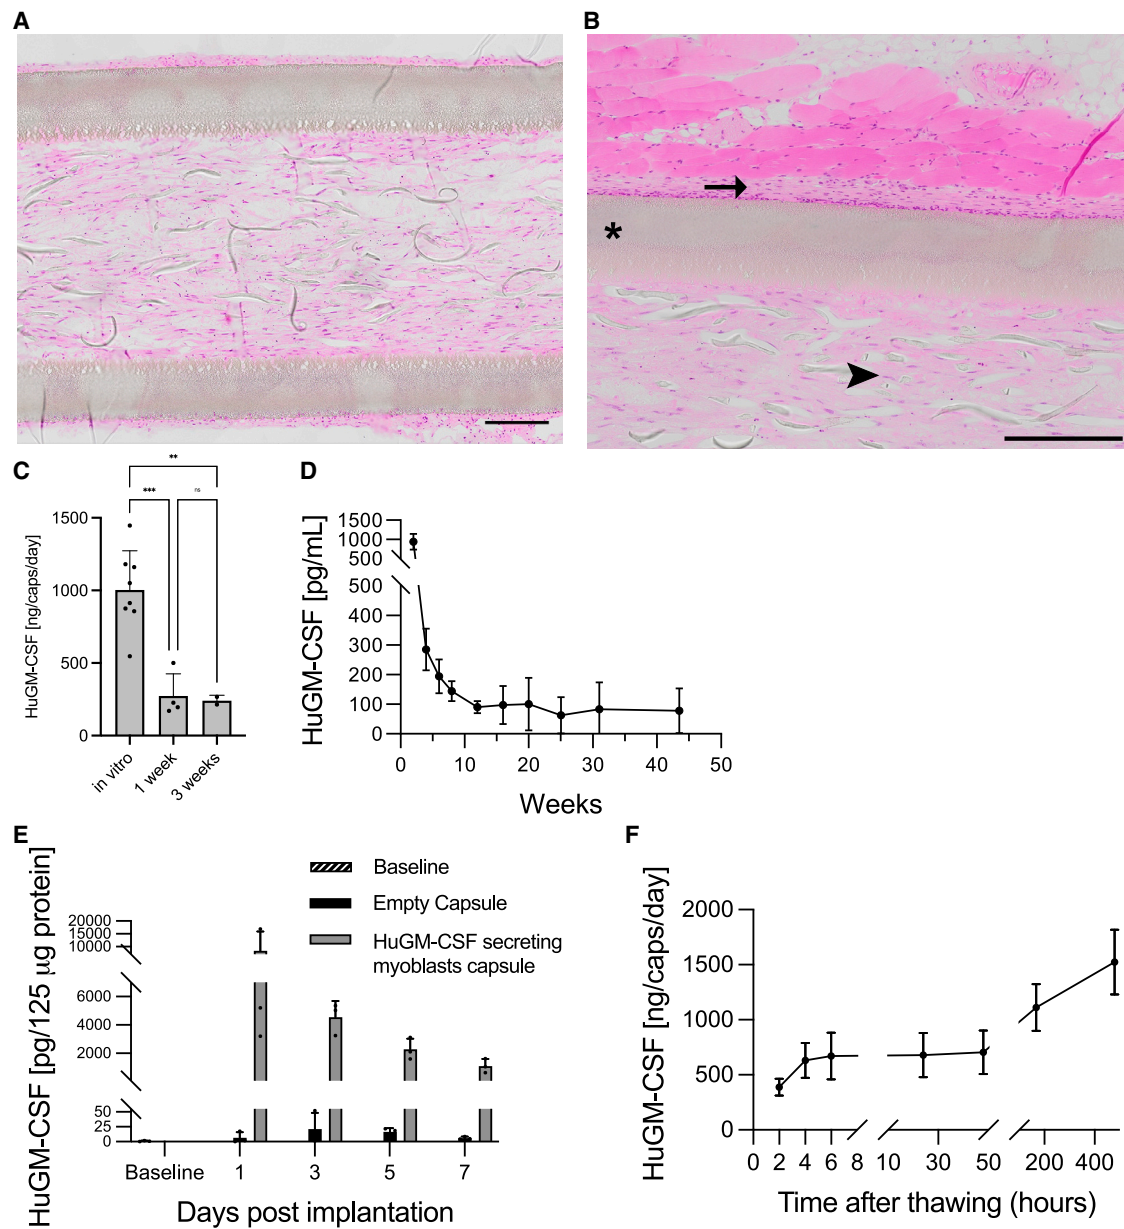 A
B
*
C
** 
*** ns
HuGM-CSF [ng/caps/day]
1500
1000
500
0
in vitro
1 week
3 weeks
D
HuGM-CSF [pg/mL]
1500
1000
500
500
400
300
200
100
0
0 10 20 30 40 50
Weeks
E
HuGM-CSF [pg/125 µg protein]
Baseline
Empty Capsule
HuGM-CSF secreting
myoblasts capsule
20000
15000
10000
6000
4000
2000
50
25
0
Baseline 1 3 5 7
Days post implantation
F
HuGM-CSF [ng/caps/day]
2000
1500
1000
500
0
0 2 4 6 8 10 30 50 200 400
Time after thawing (hours)